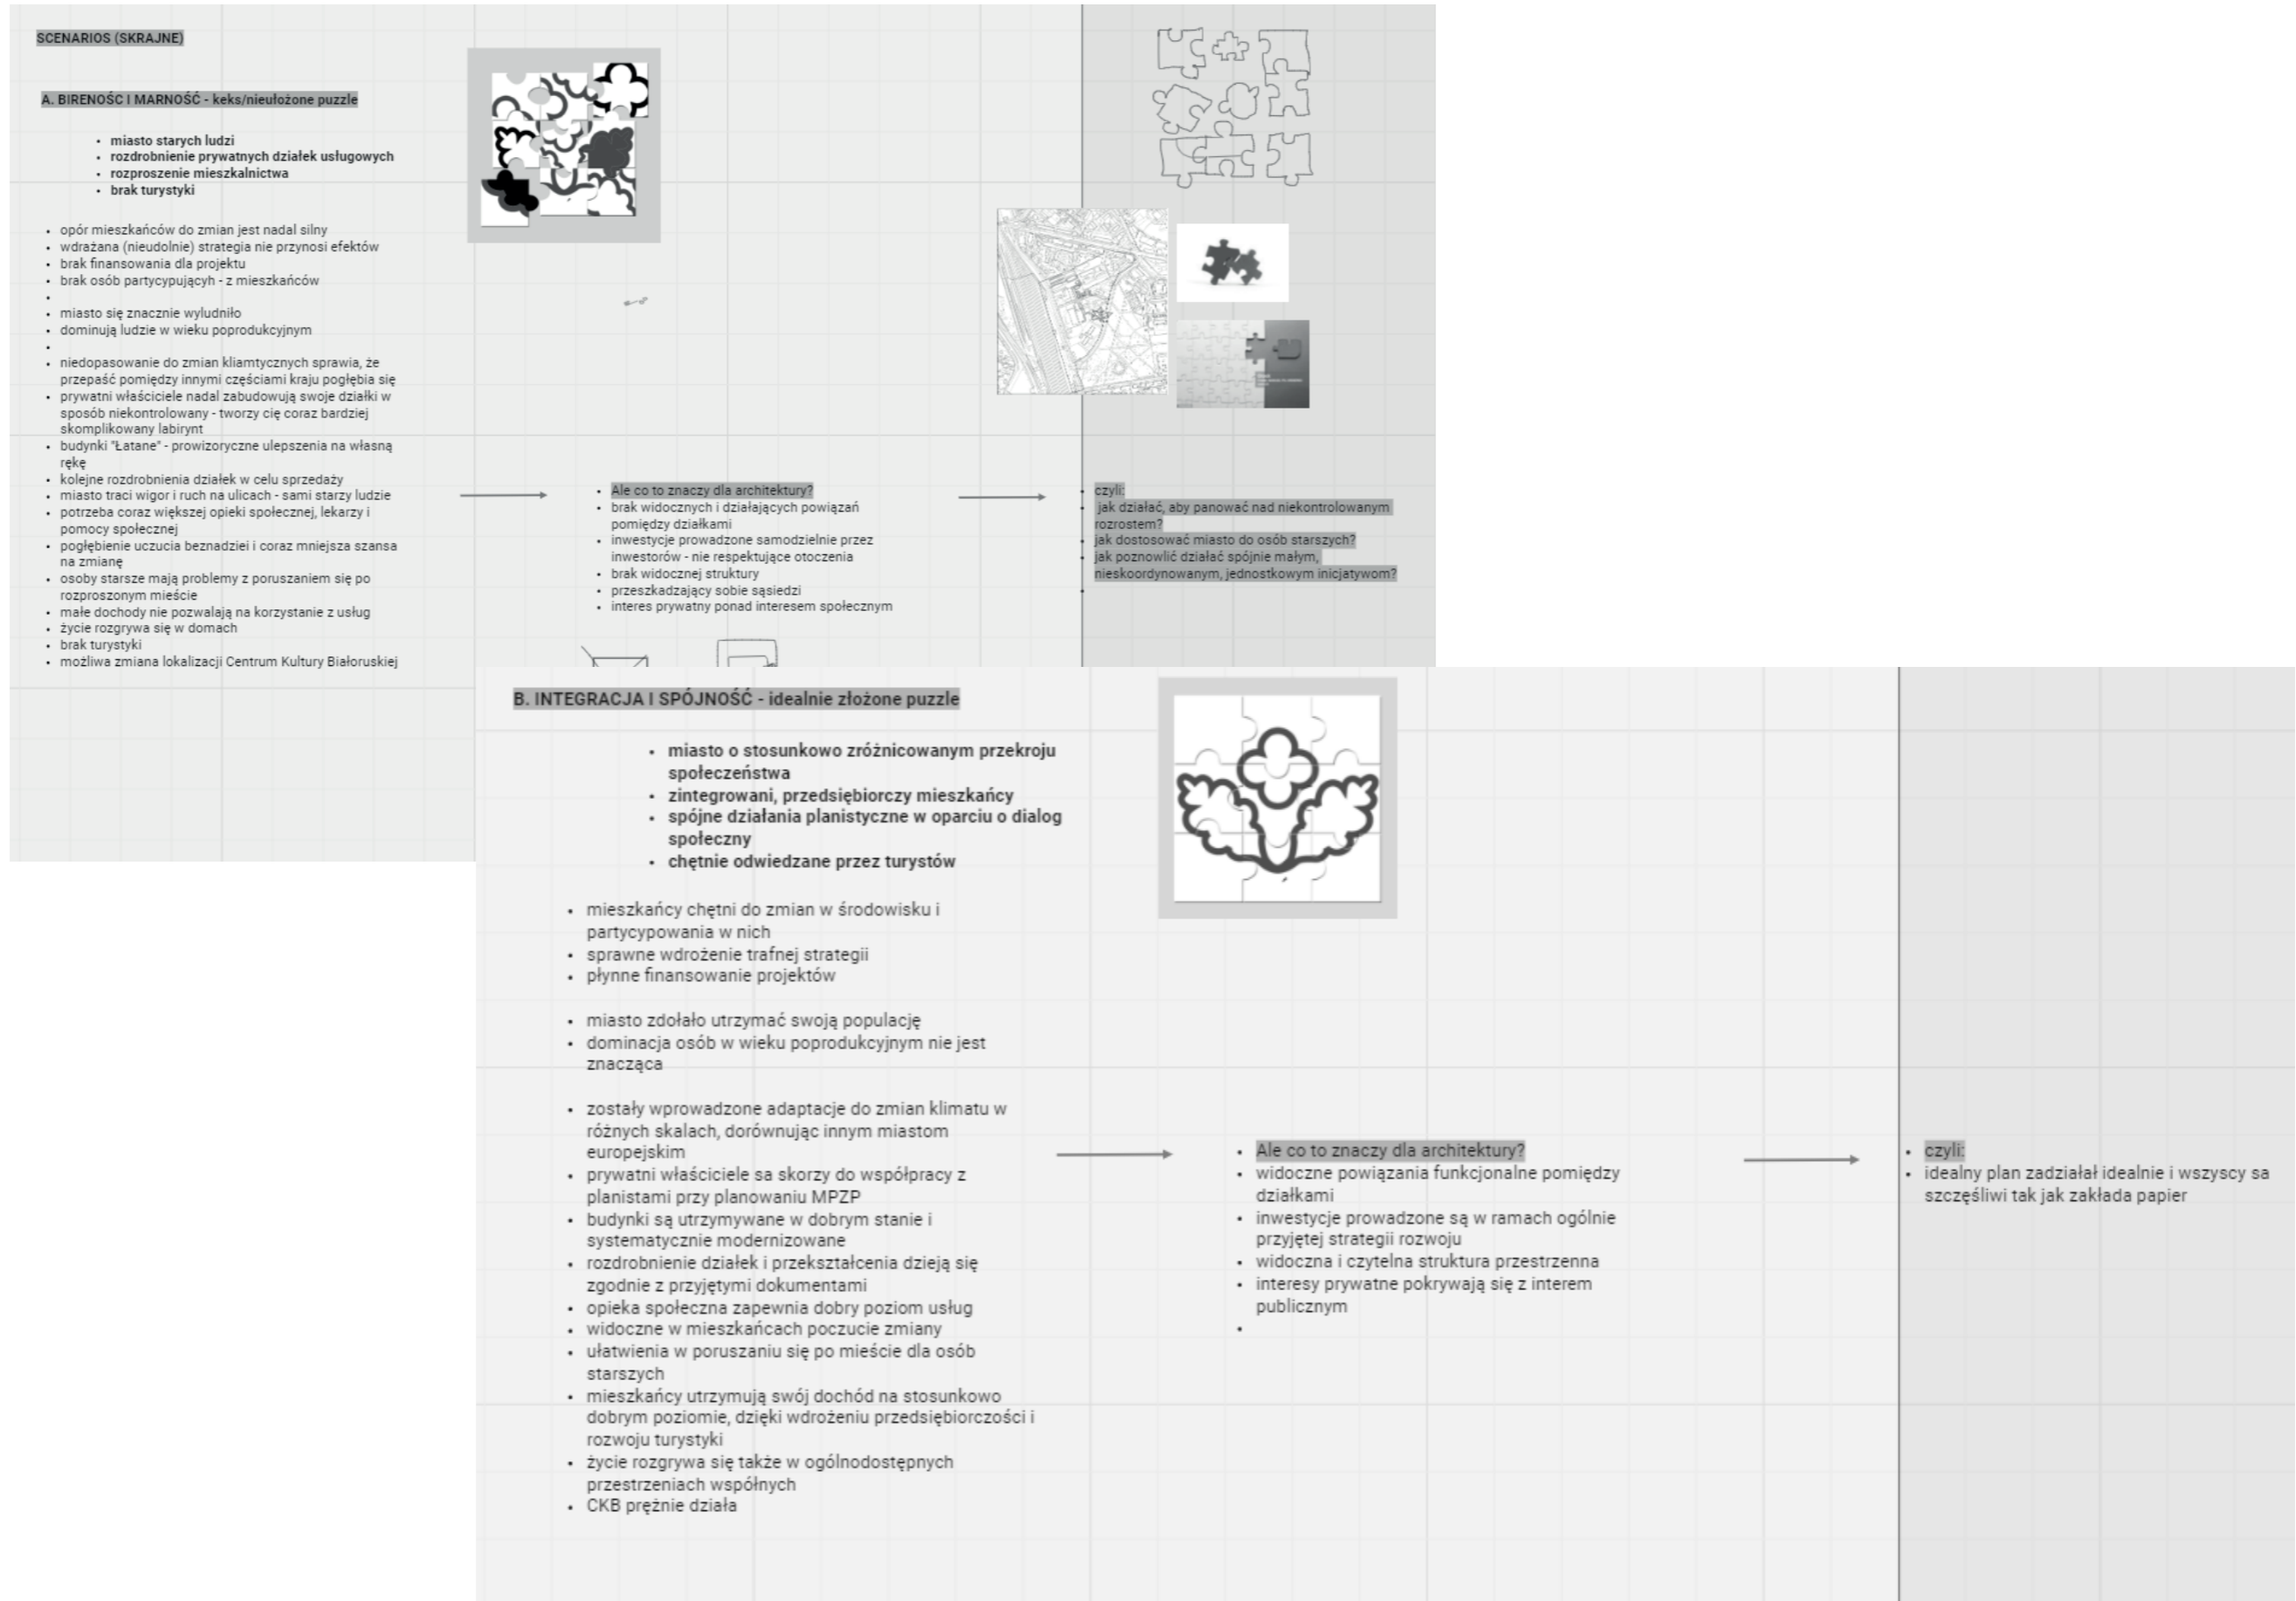 SCENARIOS (SKRAJNE)
A. BIRENOŚC I MARNOŚĆ - keks/nieułożone puzzle
• miasto starych ludzi
• rozdrobnienie prywatnych działek usługowych
• rozproszenie mieszkalnictwa
• brak turystyki
• opór mieszkańców do zmian jest nadal silny
• wdrażana (nieudolnie) strategia nie przynosi efektów
• brak finansowania dla projektu
• brak osób partycypującyh - z mieszkańców
•
• miasto się znacznie wyludniło
• dominują ludzie w wieku poprodukcyjnym
•
• niedopasowanie do zmian kliamtycznych sprawia, że
przepaść pomiędzy innymi częściami kraju pogłębia się
• prywatni właściciele nadal zabudowują swoje działki w
sposób niekontrolowany - tworzy cię coraz bardziej
skomplikowany labirynt
• budynki "Łatane" - prowizoryczne ulepszenia na własną
rękę
• kolejne rozdrobnienia działek w celu sprzedaży
• miasto traci wigor i ruch na ulicach - sami starzy ludzie
• potrzeba coraz większej opieki społecznej, lekarzy i
pomocy społecznej
• pogłębienie uczucia beznadziei i coraz mniejsza szansa
na zmianę
• osoby starsze mają problemy z poruszaniem się po
rozproszonym mieście
• małe dochody nie pozwalają na korzystanie z usług
• życie rozgrywa się w domach
• brak turystyki
• możliwa zmiana lokalizacji Centrum Kultury Białoruskiej
• Ale co to znaczy dla architektury?
• brak widocznych i działających powiązań
pomiędzy działkami
• inwestycje prowadzone samodzielnie przez
inwestorów - nie respektujące otoczenia
• brak widocznej struktury
• przeszkadzający sobie sąsiedzi
• interes prywatny ponad interesem społecznym
• czyli:
• jak działać, aby panować nad niekontrolowanym
rozrostem?
• jak dostosować miasto do osób starszych?
• jak poznowlić działać spójnie małym,
nieskoordynowanym, jednostkowym inicjatywom?
•
B. INTEGRACJA I SPÓJNOŚĆ - idealnie złożone puzzle
• miasto o stosunkowo zróżnicowanym przekroju
społeczeństwa
• zintegrowani, przedsiębiorczy mieszkańcy
• spójne działania planistyczne w oparciu o dialog
społeczny
• chętnie odwiedzane przez turystów
• mieszkańcy chętni do zmian w środowisku i
partycypowania w nich
• sprawne wdrożenie trafnej strategii
• płynne finansowanie projektów
• miasto zdołało utrzymać swoją populację
• dominacja osób w wieku poprodukcyjnym nie jest
znacząca
• zostały wprowadzone adaptacje do zmian klimatu w
różnych skalach, dorównując innym miastom
europejskim
• prywatni właściciele sa skorzy do współpracy z
planistami przy planowaniu MPZP
• budynki są utrzymywane w dobrym stanie i
systematycznie modernizowane
• rozdrobnienie działek i przekształcenia dzieją się
zgodnie z przyjętymi dokumentami
• opieka społeczna zapewnia dobry poziom usług
• widoczne w mieszkańcach poczucie zmiany
• ułatwienia w poruszaniu się po mieście dla osób
starszych
• mieszkańcy utrzymują swój dochód na stosunkowo
dobrym poziomie, dzięki wdrożeniu przedsiębiorczości i
rozwoju turystyki
• życie rozgrywa się także w ogólnodostępnych
przestrzeniach wspólnych
• CKB prężnie działa
• Ale co to znaczy dla architektury?
• widoczne powiązania funkcjonalne pomiędzy
działkami
• inwestycje prowadzone są w ramach ogólnie
przyjętej strategii rozwoju
• widoczna i czytelna struktura przestrzenna
• interesy prywatne pokrywają się z interem
publicznym
•
• czyli:
• idealny plan zadziałał idealnie i wszyscy sa
szczęśliwi tak jak zakłada papier